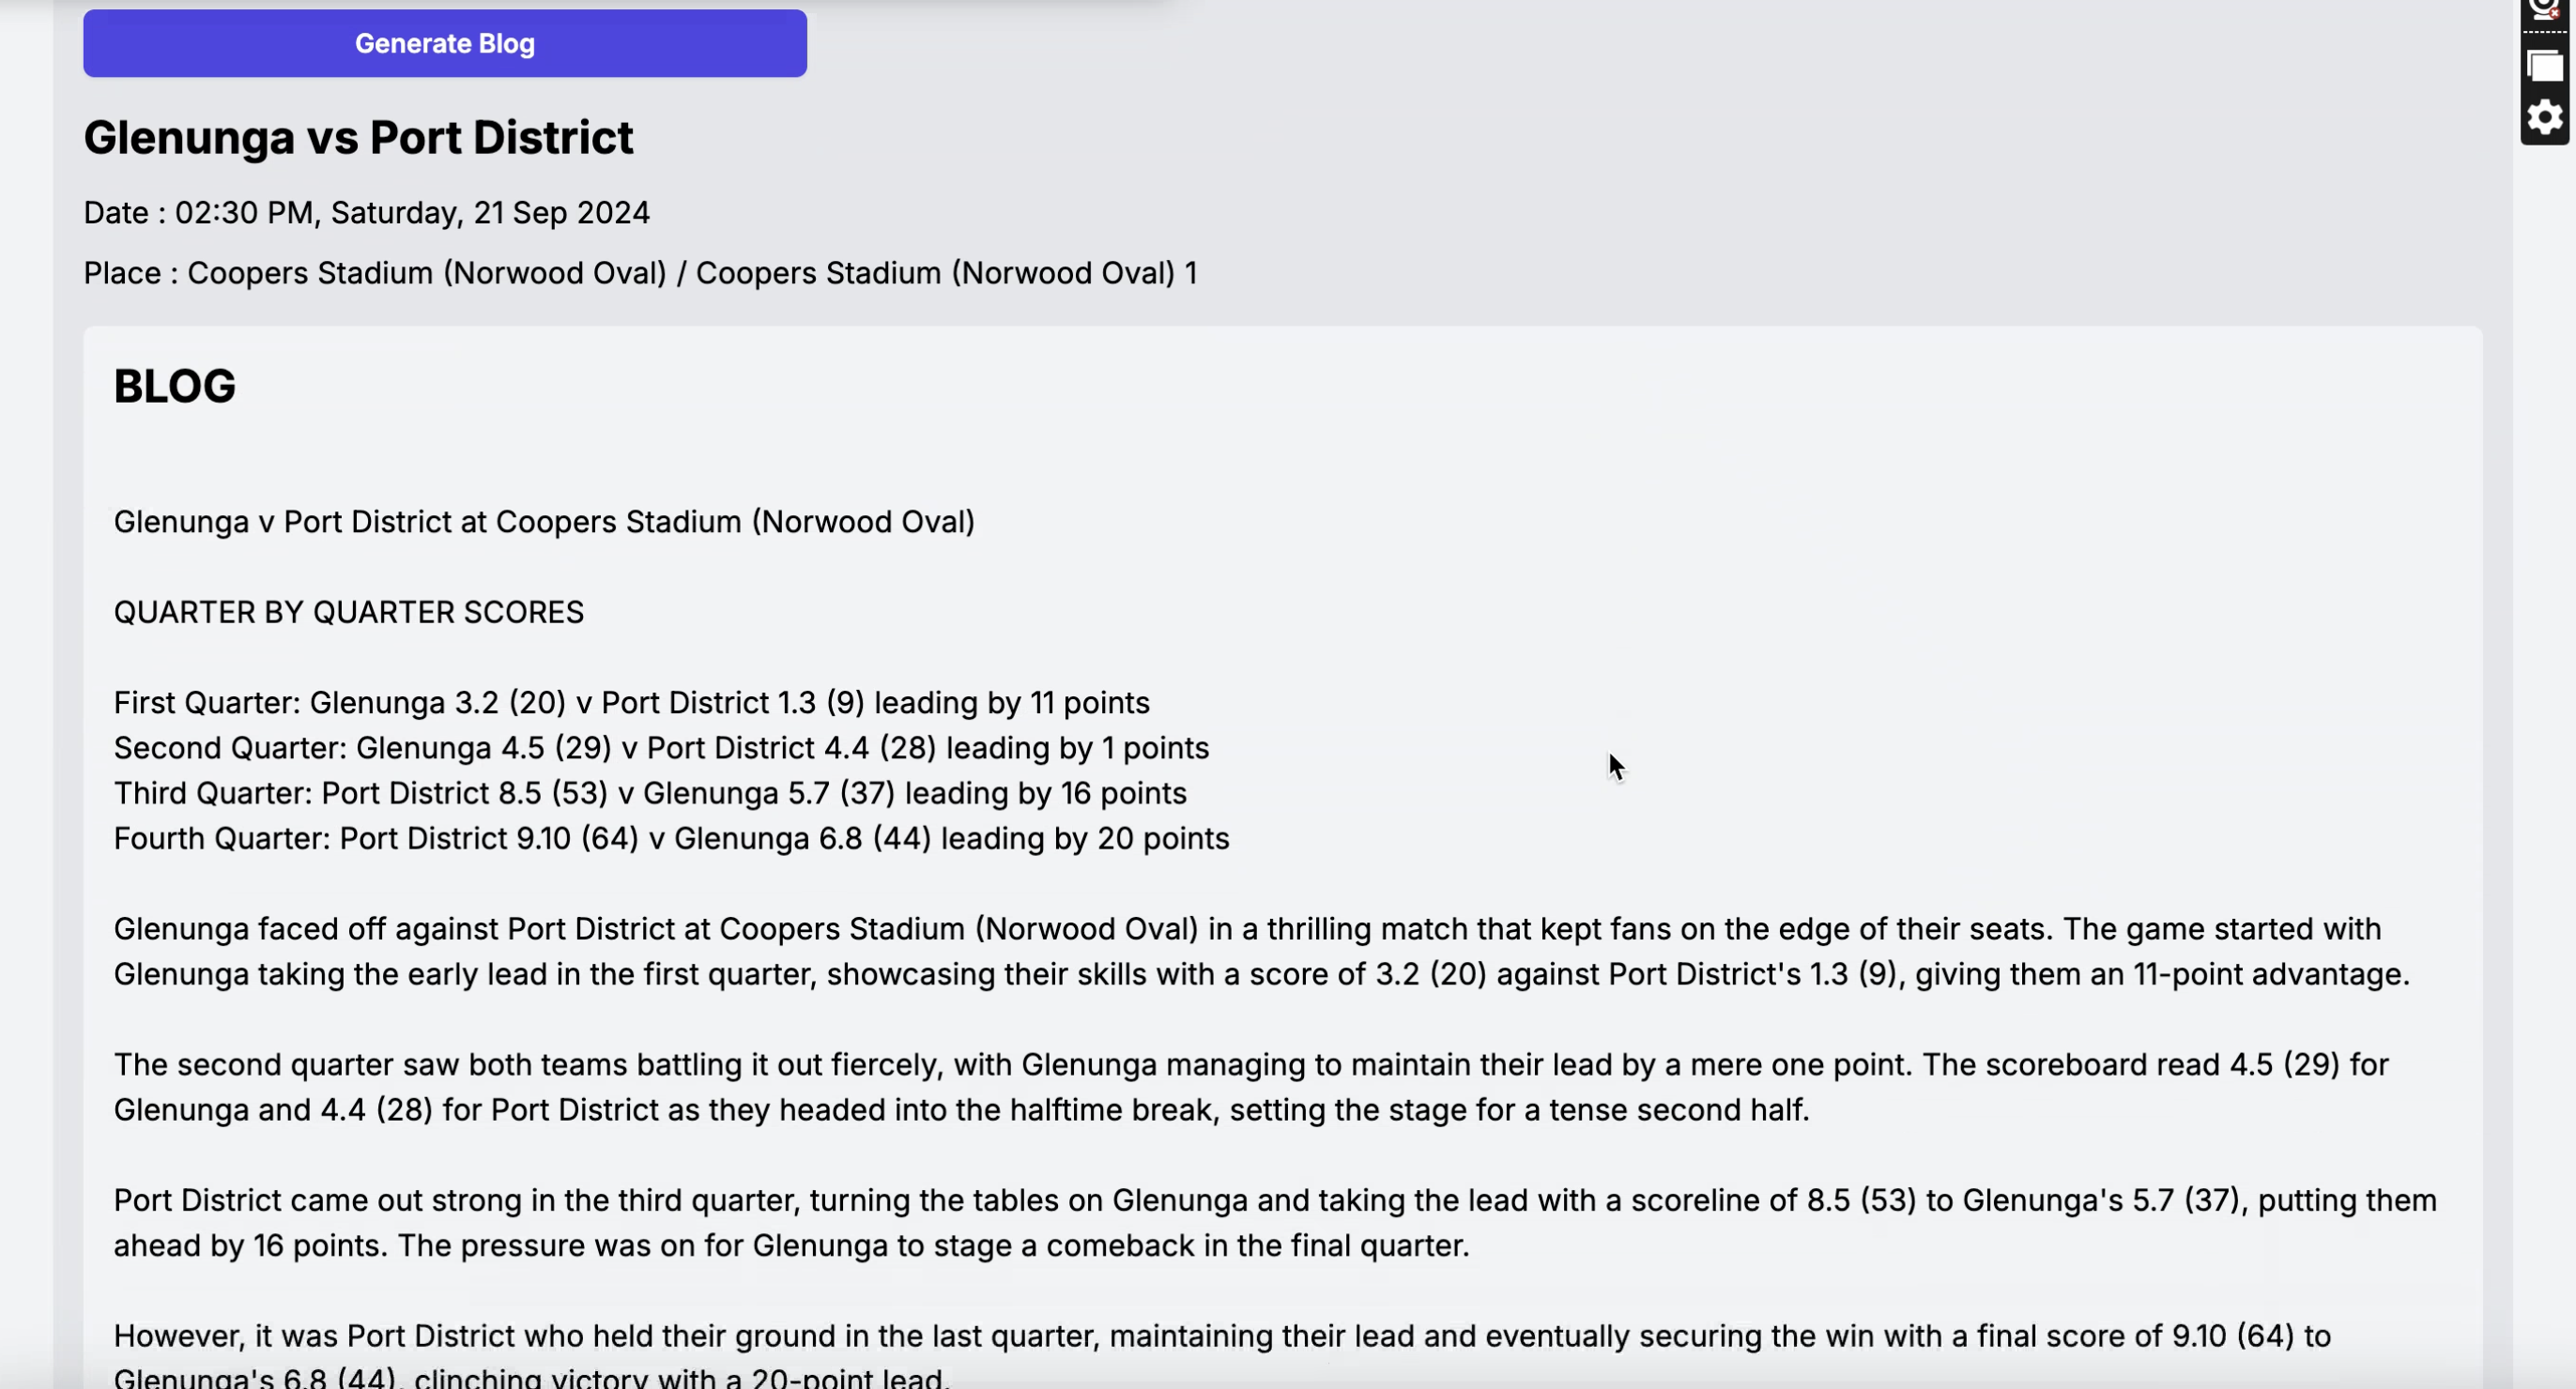 Generate Blog
Glenunga vs Port District
Date : 02:30 PM, Saturday, 21 Sep 2024
Place : Coopers Stadium (Norwood Oval) / Coopers Stadium (Norwood Oval) 1
BLOG
Glenunga v Port District at Coopers Stadium (Norwood Oval)
QUARTER BY QUARTER SCORES
First Quarter: Glenunga 3.2 (20) v Port District 1.3 (9) leading by 11 points
Second Quarter: Glenunga 4.5 (29) v Port District 4.4 (28) leading by 1 points
Third Quarter: Port District 8.5 (53) v Glenunga 5.7 (37) leading by 16 points
Fourth Quarter: Port District 9.10 (64) v Glenunga 6.8 (44) leading by 20 points
Glenunga faced off against Port District at Coopers Stadium (Norwood Oval) in a thrilling match that kept fans on the edge of their seats. The game started with
Glenunga taking the early lead in the first quarter, showcasing their skills with a score of 3.2 (20) against Port District's 1.3 (9), giving them an 11-point advantage.
The second quarter saw both teams battling it out fiercely, with Glenunga managing to maintain their lead by a mere one point. The scoreboard read 4.5 (29) for
Glenunga and 4.4 (28) for Port District as they headed into the halftime break, setting the stage for a tense second half.
Port District came out strong in the third quarter, turning the tables on Glenunga and taking the lead with a scoreline of 8.5 (53) to Glenunga's 5.7 (37), putting them
ahead by 16 points. The pressure was on for Glenunga to stage a comeback in the final quarter.
However, it was Port District who held their ground in the last quarter, maintaining their lead and eventually securing the win with a final score of 9.10 (64) to
Glenunga's 6.8 (44), clinching victory with a 20-point lead.